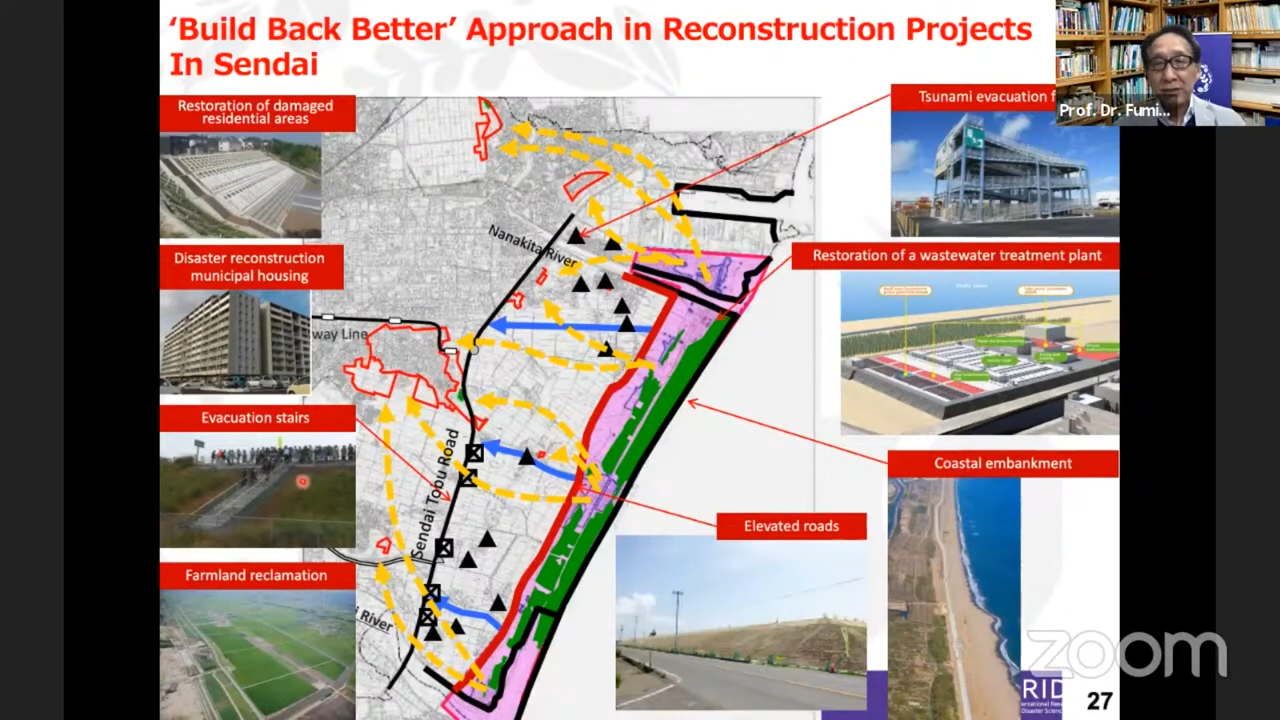 ‘Build Back Better’ Approach in Reconstruction Projects
In Sendai
Prof. Dr. Fumi...
Restoration of damaged
residential areas
Tsunami evacuation f
Nanakita River
Disaster reconstruction
municipal housing
Restoration of a wastewater treatment plant
way Line
Evacuation stairs
Sendai Tobu Road
Coastal embankment
Elevated roads
Farmland reclamation
i River
zoom
RID
27